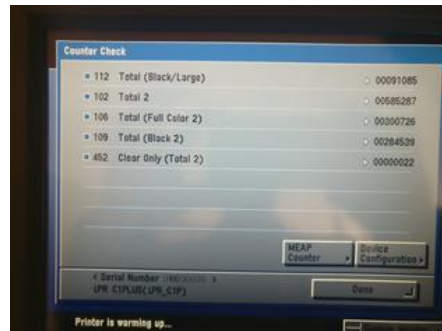 Counter Check
112 Total (Black/Large) 00091085
102 Total 2 00585287
106 Total (Full Color 2) 00300726
109 Total (Black 2) 00284539
452 Clear Only (Total 2) 00000022
MEAP Counter
Device Configuration
< Serial Number >
LPR C1PLUS(LPR_C1P)
Done
Printer is warming up...